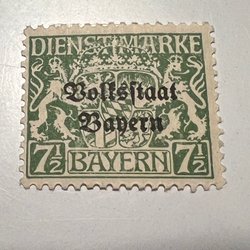 DIENSTMARKE
Volksstaat
Bayern
7½ BAYERN 7½